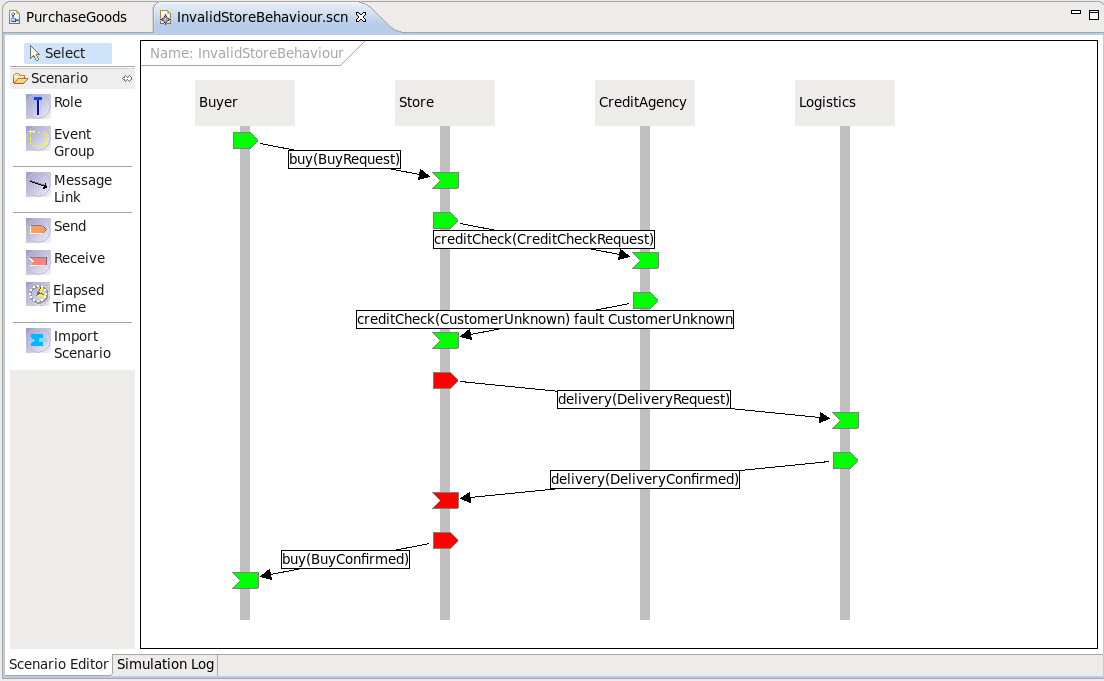 PurchaseGoods
InvalidStoreBehaviour.scn
Select
Scenario
Role
Event
Group
Message
Link
Send
Receive
Elapsed
Time
Import
Scenario
Name: InvalidStoreBehaviour
Buyer
Store
CreditAgency
Logistics
buy(BuyRequest)
creditCheck(CreditCheckRequest)
creditCheck(CustomerUnknown) fault CustomerUnknown
delivery(DeliveryRequest)
delivery(DeliveryConfirmed)
buy(BuyConfirmed)
Scenario Editor
Simulation Log